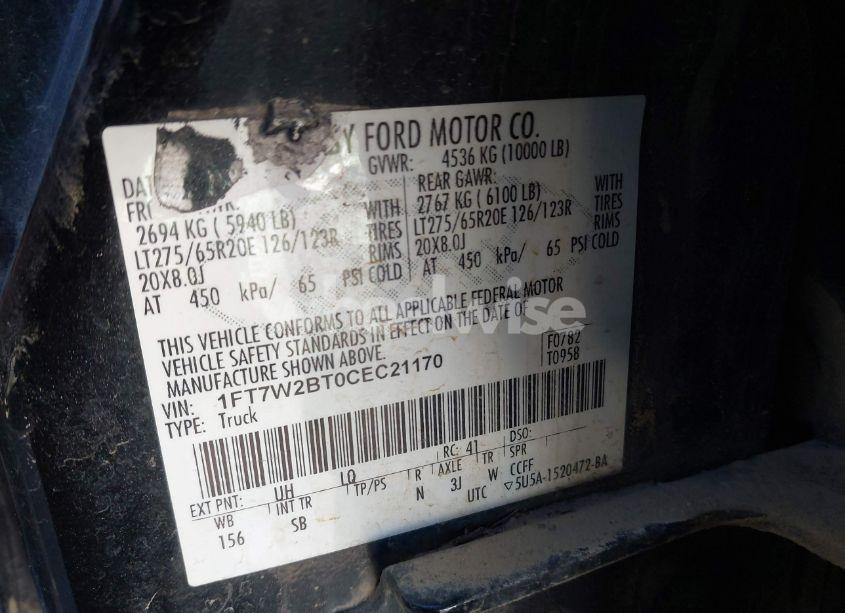 BY FORD MOTOR CO.
DAT GVWR: 4536 KG (10000 LB)
FR REAR GAWR:
2694 KG ( 5940 LB) WITH 2767 KG ( 6100 LB) WITH
LT275/65R20E 126/123R TIRES LT275/65R20E 126/123R TIRES
20X8.0J RIMS 20X8.0J RIMS
AT 450 kPa/ 65 PSI COLD AT 450 kPa/ 65 PSI COLD
THIS VEHICLE CONFORMS TO ALL APPLICABLE FEDERAL MOTOR
VEHICLE SAFETY STANDARDS IN EFFECT ON THE DATE OF
MANUFACTURE SHOWN ABOVE.
VIN: 1FT7W2BT0CEC21170
TYPE: Truck
F0782
T0958
EXT PNT: UH LQ RC: 41 DSO:
WB INT TR TP/PS R AXLE TR SPR
156 SB N 3J W CCFF
UTC ▽5U5A-1520472-BA